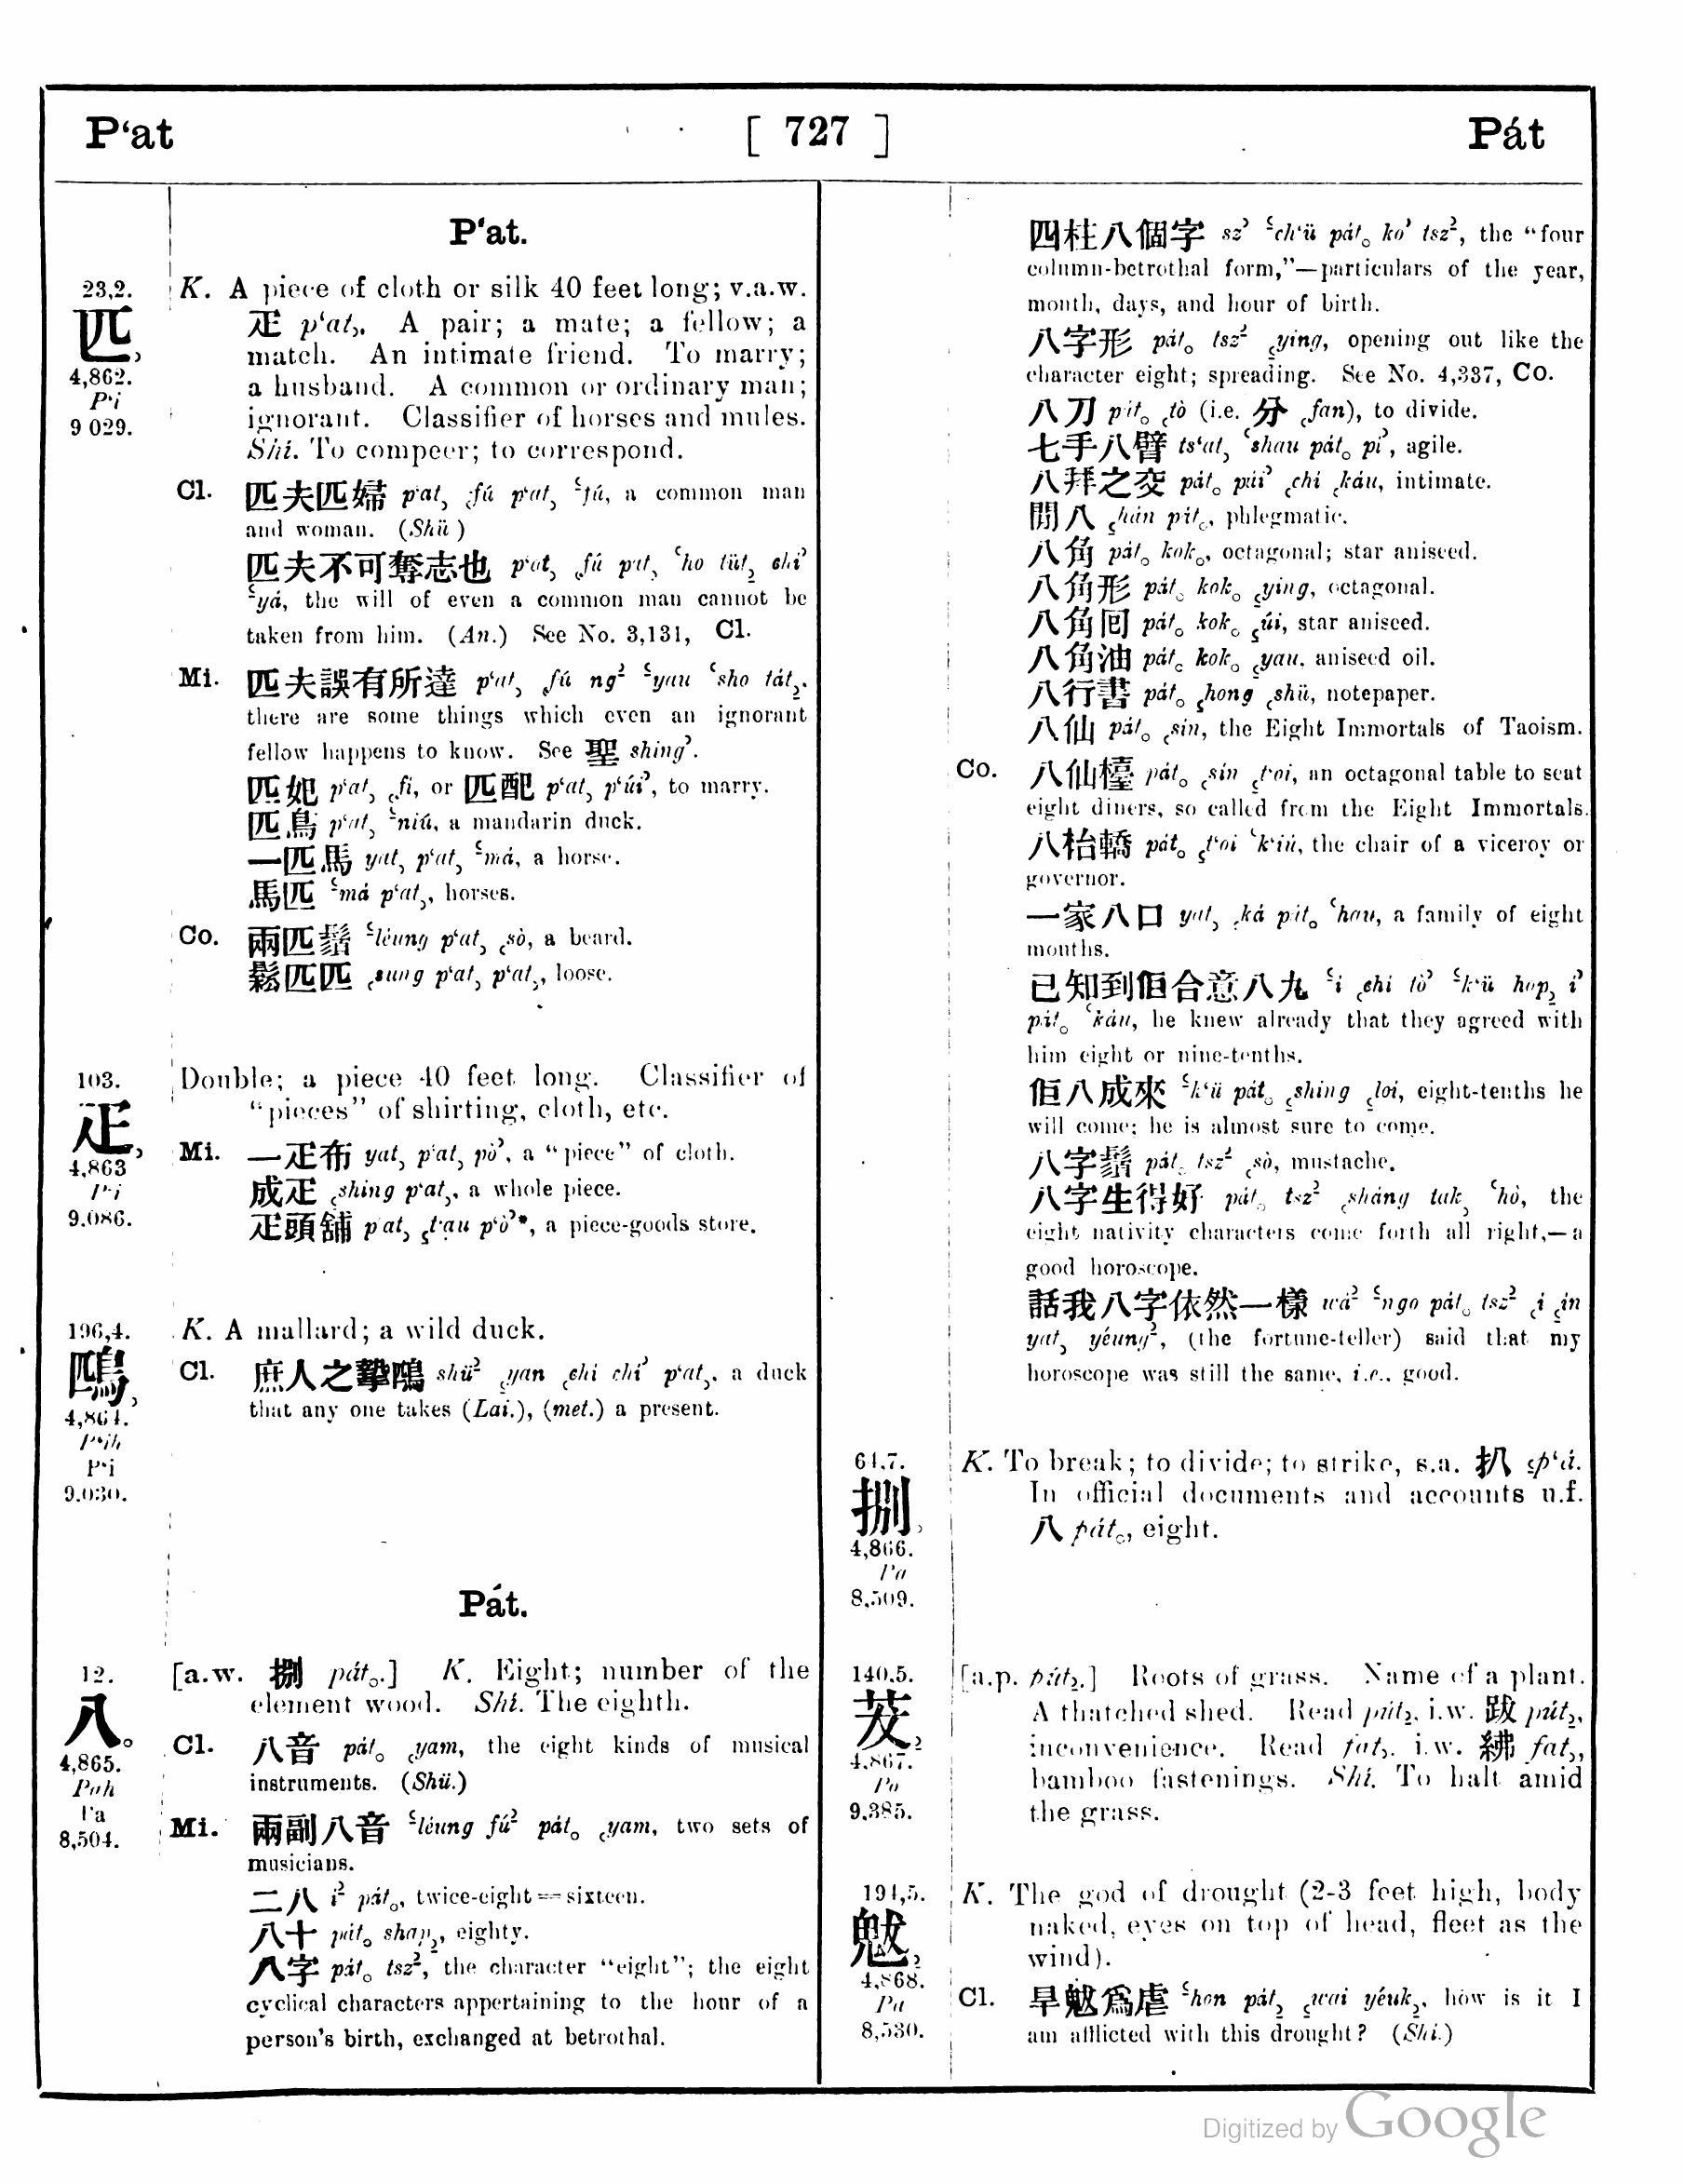 P‘at [ 727 ] Pát
P‘at.
23,2. K. A piece of cloth or silk 40 feet long; v.a.w.
匹 疋 p‘at˒. A pair; a mate; a fellow; a
match. An intimate friend. To marry;
4,862. a husband. A common or ordinary man;
P‘i ignorant. Classifier of horses and mules.
9 029. Shí. To compeer; to correspond.
Cl. 匹夫匹婦 p‘at˒ fú p‘at˒ fú, a common man
and woman. (Shü)
匹夫不可奪志也 p‘at˒ fú pat˒ ‘ho tüt˒ chí’
yá, the will of even a common man cannot be
taken from him. (An.) See No. 3,131, Cl.
Mi. 匹夫誤有所達 p‘at˒ fú ng² yau ‘sho tát˒.
there are some things which even an ignorant
fellow happens to know. See 聖 shing’.
匹妃 p‘at˒ fi, or 匹配 p‘at˒ p‘úi’, to marry.
匹鳥 p‘at˒ niú, a mandarin duck.
一匹馬 yat˒ p‘at˒ má, a horse.
馬匹 má p‘at˒, horses.
Co. 兩匹鬚 léung p‘at˒ sò, a beard.
鬆匹匹 sung p‘at˒ p‘at˒, loose.
103. Double; a piece 40 feet long. Classifier of
疋 “pieces” of shirting, cloth, etc.
4,863 Mi. 一疋布 yat˒ p‘at˒ pò’, a “piece” of cloth.
P‘i 成疋 shing p‘at˒, a whole piece.
9,086. 疋頭舖 p‘at˒ t‘au p‘ò’*, a piece-goods store.
196,4. K. A mallard; a wild duck.
鴄 Cl. 庶人之摯鴄 shü² yan chi chí’ p‘at˒. a duck
4,864. that any one takes (Lai.), (met.) a present.
P‘ih
P‘i
9,030.
Pát.
12. [a.w. 捌 pát.] K. Eight; number of the
八 element wood. Shí. The eighth.
4,865. Cl. 八音 pát yam, the eight kinds of musical
Pah instruments. (Shü.)
Pa Mi. 兩副八音 léung fú² pát yam, two sets of
8,504. musicians.
二八 i² pát, twice-eight = sixteen.
八十 pát shap, eighty.
八字 pát tsz², the character “eight”; the eight
cyclical characters appertaining to the hour of a
person’s birth, exchanged at betrothal.
四柱八個字 sz’ ch‘ü pát ko’ tsz², the “four
column-betrothal form,”—particulars of the year,
month, days, and hour of birth.
八字形 pát tsz² ying, opening out like the
character eight; spreading. See No. 4,337, Co.
八刀 pát tò (i.e. 分 fan), to divide.
七手八臂 ts‘at˒ ‘shau pát pí’, agile.
八拜之交 pát pái’ chi káu, intimate.
閒八 hán pát, phlegmatic.
八角 pát kok, octagonal; star aniseed.
八角形 pát kok ying, octagonal.
八角囘 pát kok úi, star aniseed.
八角油 pát kok yau, aniseed oil.
八行書 pát hong shü, notepaper.
八仙 pát sin, the Eight Immortals of Taoism.
Co. 八仙檯 pát sin t‘oi, an octagonal table to seat
eight diners, so called from the Eight Immortals.
八枱轎 pát t‘oi ‘k‘iú, the chair of a viceroy or
governor.
一家八口 yat˒ ká pát ‘hau, a family of eight
mouths.
已知到佢合意八九 i chi tò’ k‘ü hop˒ í’
pát ‘káu, he knew already that they agreed with
him eight or nine-tenths.
佢八成來 k‘ü pát shing loi, eight-tenths he
will come; he is almost sure to come.
八字鬚 pát tsz² sò, mustache.
八字生得好 pát tsz² sháng tak˒ ‘hò, the
eight nativity characters come forth all right,—a
good horoscope.
話我八字依然一樣 wá² ngo pát tsz² i in
yat˒ yéung², (the fortune-teller) said that my
horoscope was still the same, i.e., good.
64,7. K. To break; to divide; to strike, s.a. 扒 p‘á.
捌 In official documents and accounts u.f.
4,866. 八 pát, eight.
Pa
8,509.
140,5. [a.p. pát.] Roots of grass. Name of a plant.
茇 A thatched shed. Read pút, i.w. 跋 pút,
4,867. inconvenience. Read fat˒. i.w. 紼 fat˒,
Po bamboo fastenings. Shí. To halt amid
9,385. the grass.
194,5. K. The god of drought (2-3 feet high, body
魃 naked, eyes on top of head, fleet as the
wind).
4,868. Cl. 旱魃爲虐 hon pát wai yéuk, how is it I
Pa am afflicted with this drought? (Shí.)
8,530.
Digitized by Google